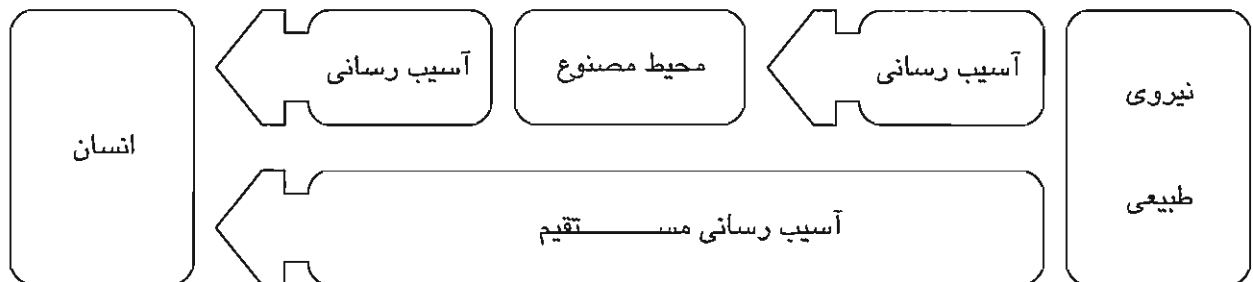 نیروی
طبیعی
آسیب رسانی
محیط مصنوع
آسیب رسانی
انسان
آسیب رسانی مستقیم